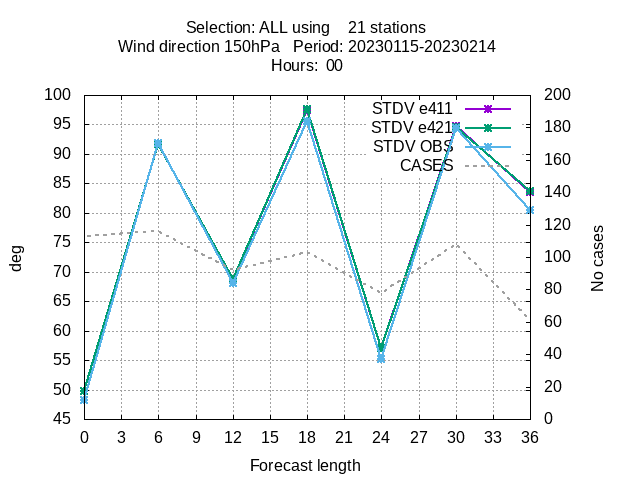 Selection: ALL using 21 stations
Wind direction 150hPa Period: 20230115-20230214
Hours: 00
STDV e411
STDV e421
STDV OBS
CASES
100
95
90
85
80
75
70
65
60
55
50
45
200
180
160
140
120
100
80
60
40
20
0
deg
No cases
0 3 6 9 12 15 18 21 24 27 30 33 36
Forecast length